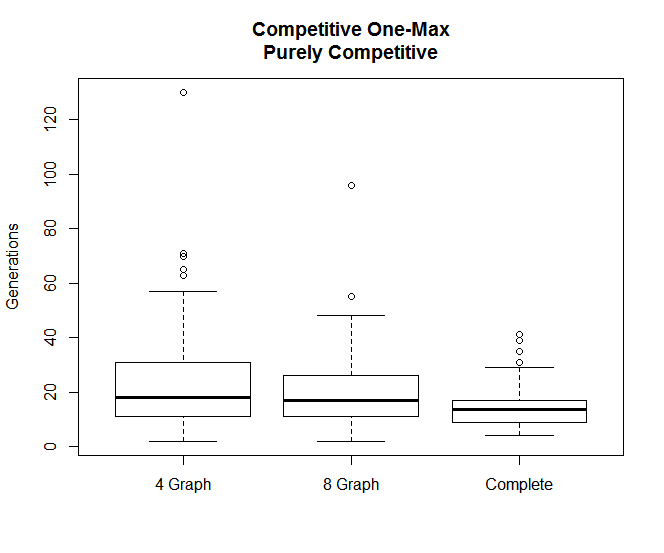 Competitive One-Max
Purely Competitive
Generations
120
100
80
60
40
20
0
4 Graph
8 Graph
Complete